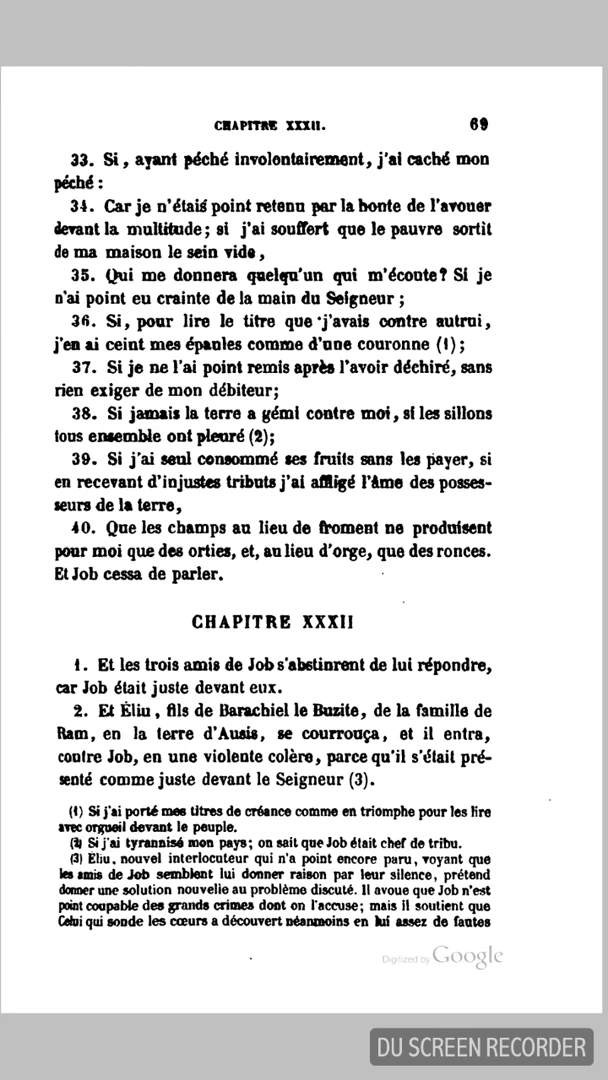 CHAPITRE XXXII. 69
33. Si, ayant péché involontairement, j'ai caché mon
péché :
34. Car je n'étais point retenu par la honte de l'avouer
devant la multitude; si j'ai souffert que le pauvre sortît
de ma maison le sein vide,
35. Qui me donnera quelqu'un qui m'écoute? Si je
n'ai point eu crainte de la main du Seigneur ;
36. Si, pour lire le titre que j'avais contre autrui,
j'en ai ceint mes épaules comme d'une couronne (1) ;
37. Si je ne l'ai point remis après l'avoir déchiré, sans
rien exiger de mon débiteur;
38. Si jamais la terre a gémi contre moi, si les sillons
tous ensemble ont pleuré (2);
39. Si j'ai seul consommé ses fruits sans les payer, si
en recevant d'injustes tributs j'ai affligé l'âme des posses-
seurs de la terre,
40. Que les champs au lieu de froment ne produisent
pour moi que des orties, et, au lieu d'orge, que des ronces.
Et Job cessa de parler.
CHAPITRE XXXII
1. Et les trois amis de Job s'abstinrent de lui répondre,
car Job était juste devant eux.
2. Et Éliu, fils de Barachiel le Buzite, de la famille de
Ram, en la terre d'Ausis, se courrouça, et il entra,
contre Job, en une violente colère, parce qu'il s'était pré-
senté comme juste devant le Seigneur (3).
(1) Si j'ai porté mes titres de créance comme en triomphe pour les lire
avec orgueil devant le peuple.
(2) Si j'ai tyrannisé mon pays; on sait que Job était chef de tribu.
(3) Eliu, nouvel interlocuteur qui n'a point encore paru, voyant que
les amis de Job semblent lui donner raison par leur silence, prétend
donner une solution nouvelle au problème discuté. Il avoue que Job n'est
point coupable des grands crimes dont on l'accuse; mais il soutient que
Celui qui sonde les cœurs a découvert néanmoins en lui assez de fautes
Digitized by Google
DU SCREEN RECORDER